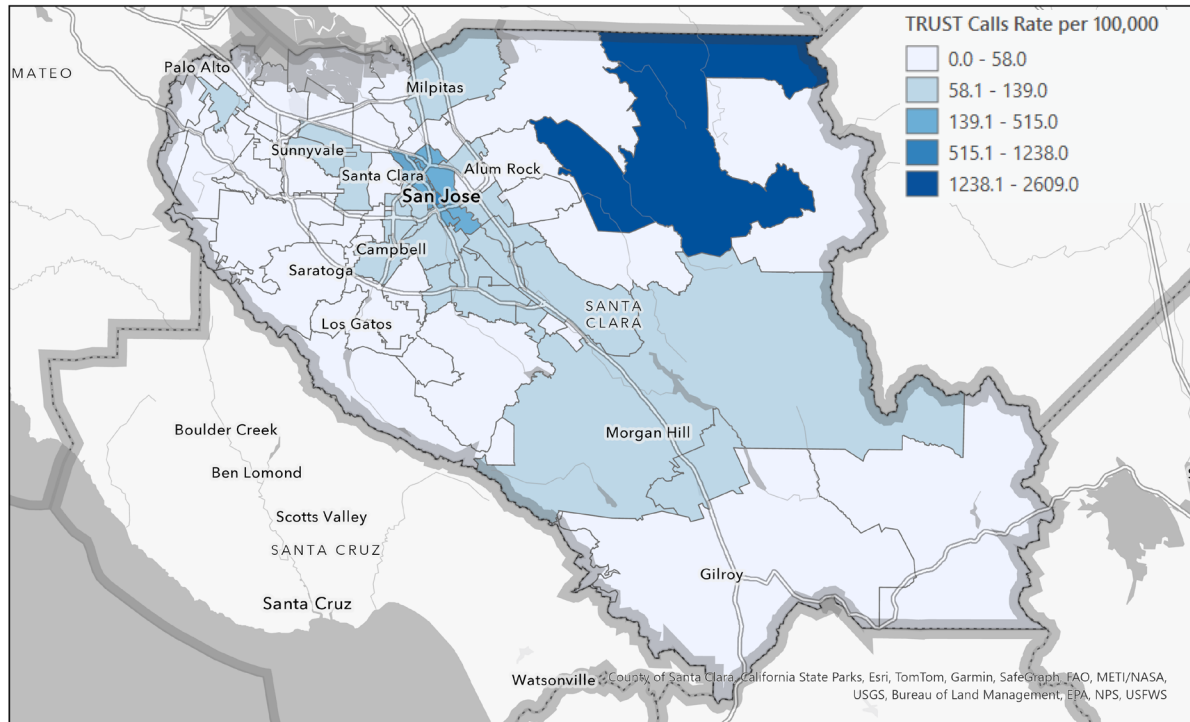 TRUST Calls Rate per 100,000
0.0 - 58.0
58.1 - 139.0
139.1 - 515.0
515.1 - 1238.0
1238.1 - 2609.0
MATEO
Palo Alto
Milpitas
Sunnyvale
Santa Clara
Alum Rock
San Jose
Campbell
Saratoga
SANTA
CLARA
Los Gatos
Boulder Creek
Morgan Hill
Ben Lomond
Scotts Valley
SANTA CRUZ
Gilroy
Santa Cruz
Watsonville
County of Santa Clara, California State Parks, Esri, TomTom, Garmin, SafeGraph, FAO, METI/NASA,
USGS, Bureau of Land Management, EPA, NPS, USFWS